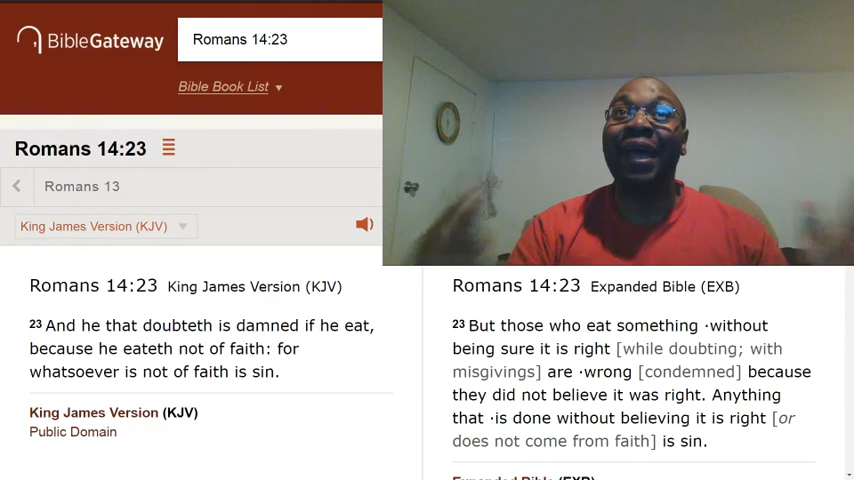 BibleGateway
Romans 14:23
Bible Book List
Romans 14:23
Romans 13
King James Version (KJV)
Romans 14:23 King James Version (KJV)
23 And he that doubteth is damned if he eat,
because he eateth not of faith: for
whatsoever is not of faith is sin.
King James Version (KJV)
Public Domain
Romans 14:23 Expanded Bible (EXB)
23 But those who eat something ·without
being sure it is right [while doubting; with
misgivings] are ·wrong [condemned] because
they did not believe it was right. Anything
that ·is done without believing it is right [or
does not come from faith] is sin.
Expanded Bible (EXB)